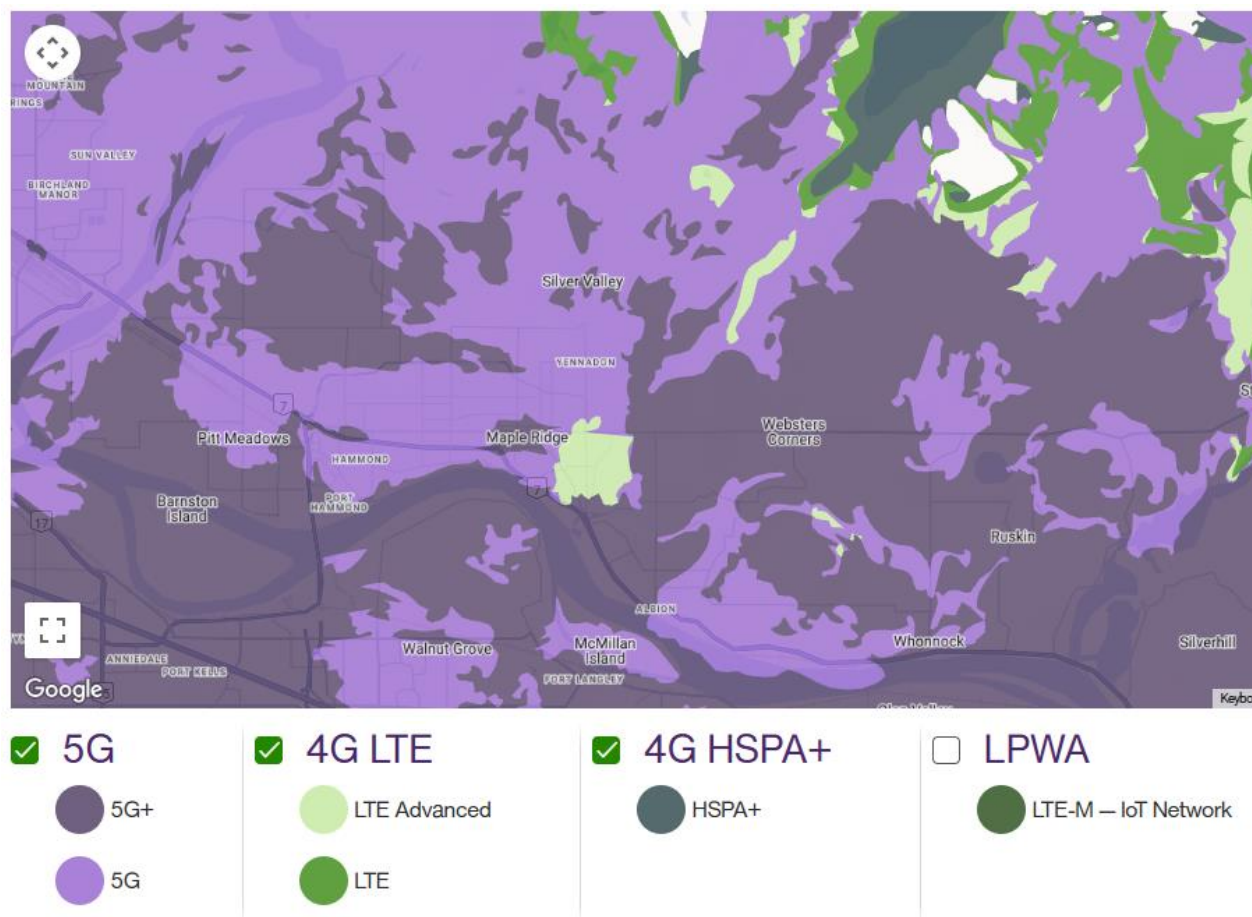 MOUNTAIN
RINGS
SUN VALLEY
BIRCHLAND
MANOR
Silver Valley
YENNADON
7
Pitt Meadows
Maple Ridge
Websters
Corners
HAMMOND
7
PORT
HAMMOND
Barnston
Island
17
Ruskin
ALBION
Walnut Grove
McMillan
Island
Whonnock
Silverhill
ANNIEDALE
PORT KELLS
FORT LANGLEY
Google
Keybo
5G
5G+
5G
4G LTE
LTE Advanced
LTE
4G HSPA+
HSPA+
LPWA
LTE-M — IoT Network